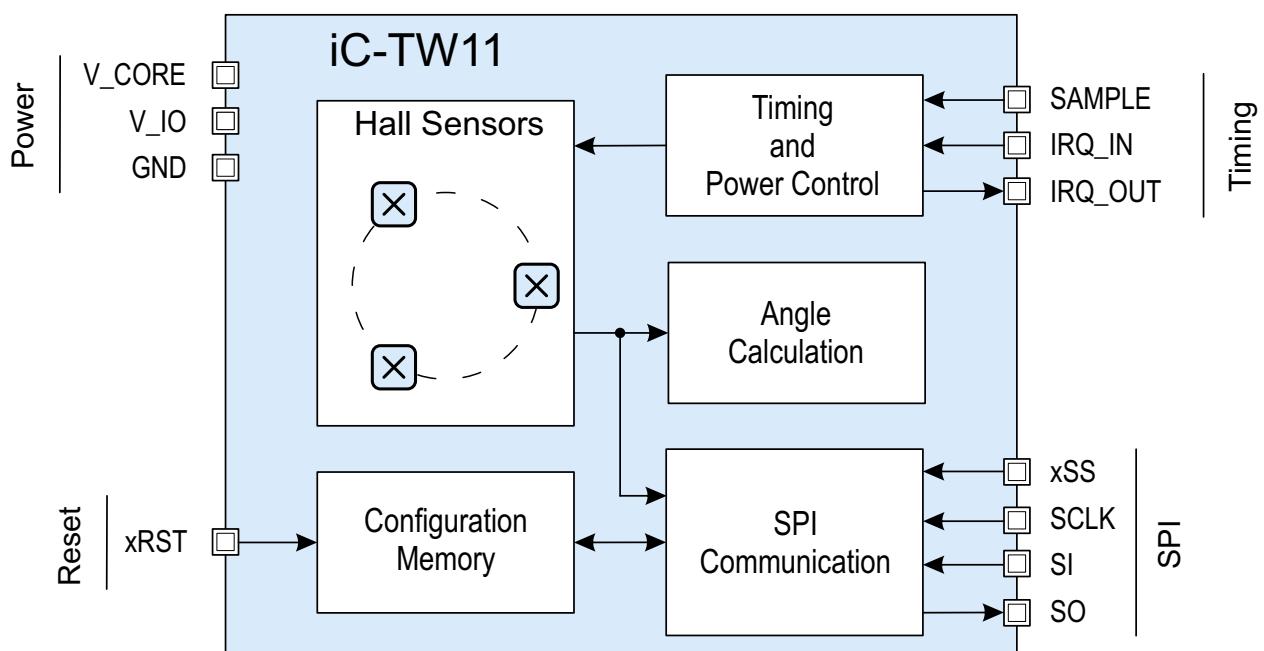 iC-TW11
Power
V_CORE
V_IO
GND
Hall Sensors
Timing
and
Power Control
SAMPLE
IRQ_IN
IRQ_OUT
Timing
Angle
Calculation
Reset
xRST
Configuration
Memory
SPI
Communication
xSS
SCLK
SI
SO
SPI